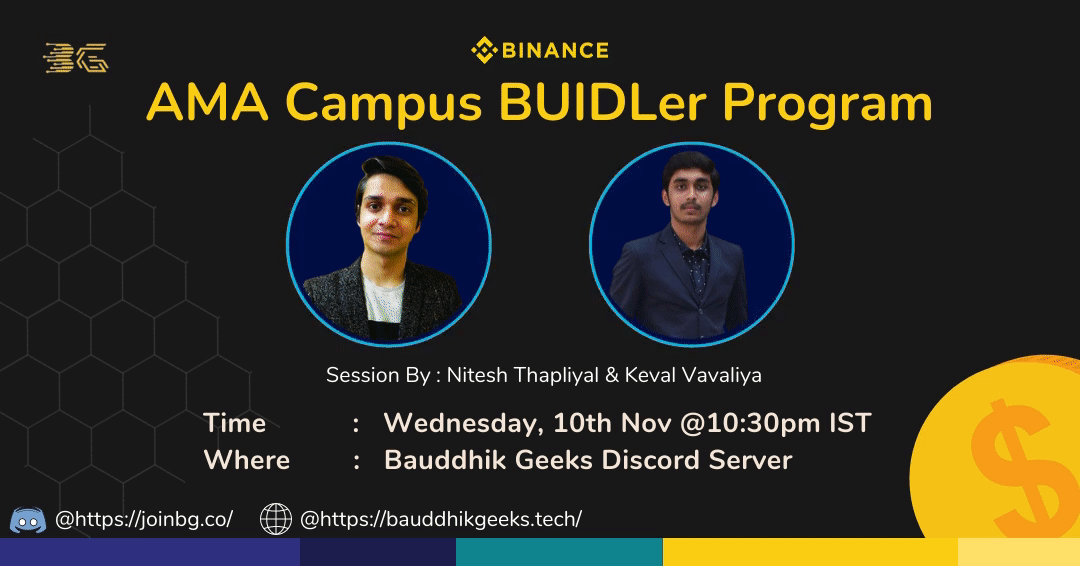 BG
BINANCE
AMA Campus BUIDLer Program
Session By : Nitesh Thapliyal & Keval Vavaliya
Time : Wednesday, 10th Nov @10:30pm IST
Where : Bauddhik Geeks Discord Server
@https://joinbg.co/ @https://bauddhikgeeks.tech/
$